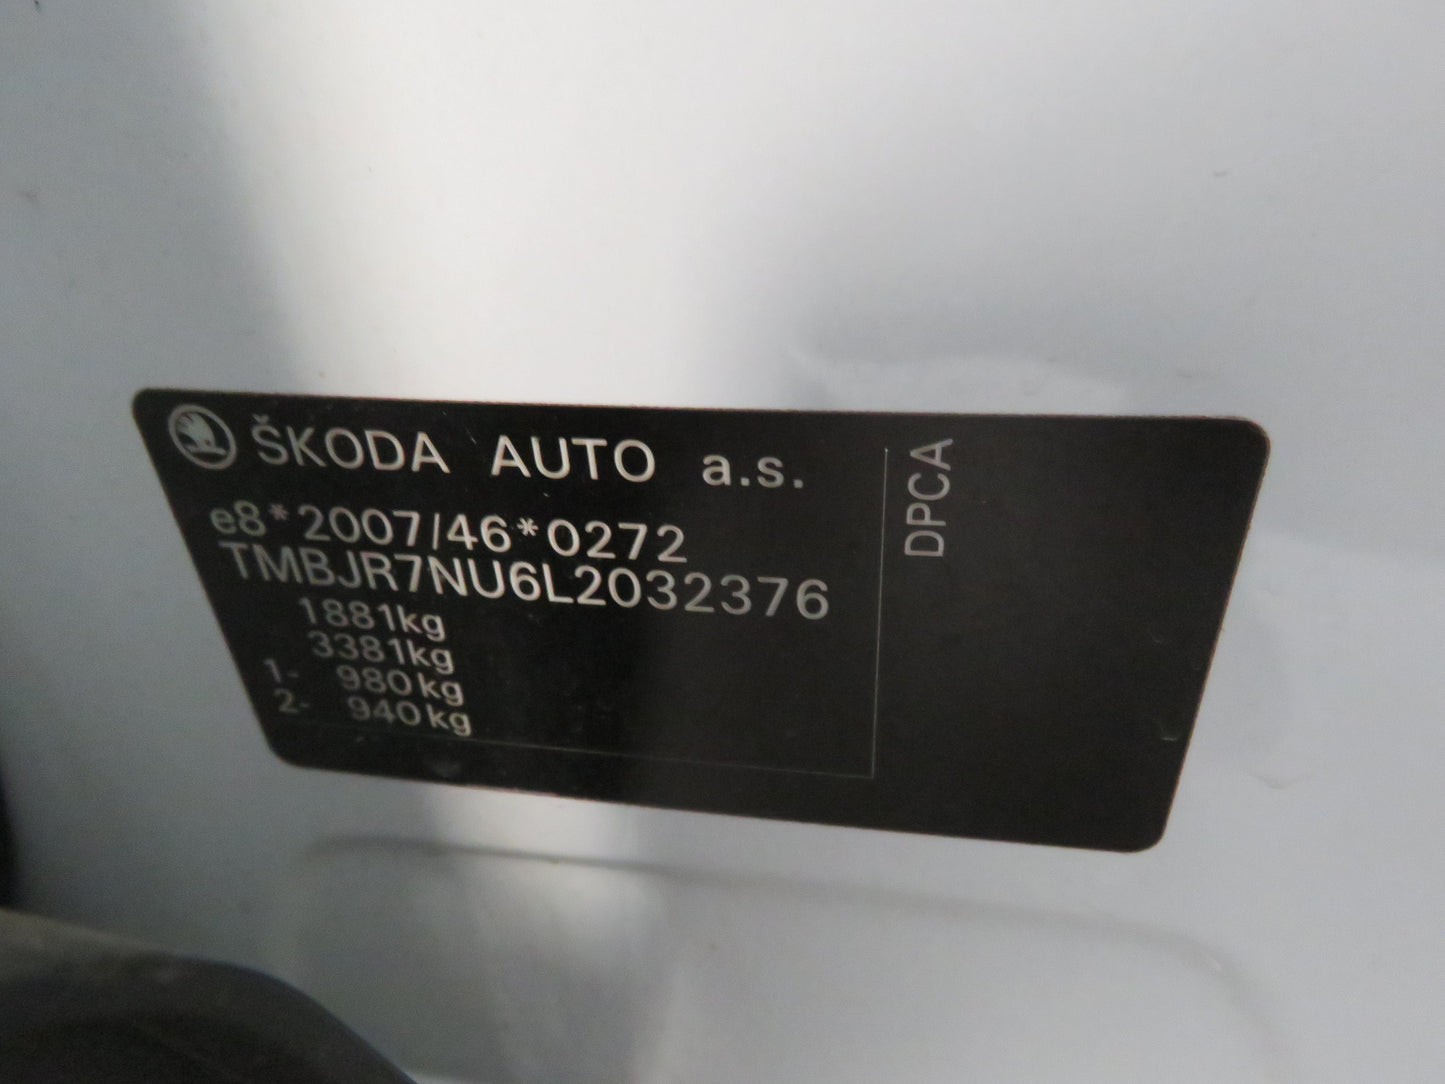 ŠKODA AUTO a.s.
e8*2007/46*0272
TMBJR7NU6L2032376
1881kg
3381kg
1- 980kg
2- 940kg
DPCA